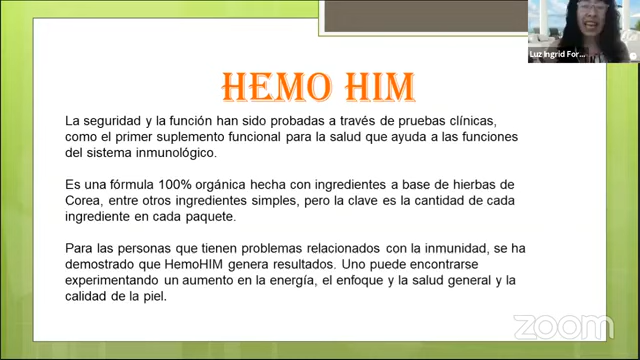 Luz Ingrid For...
HEMO HIM
La seguridad y la función han sido probadas a través de pruebas clínicas,
como el primer suplemento funcional para la salud que ayuda a las funciones
del sistema inmunológico.
Es una fórmula 100% orgánica hecha con ingredientes a base de hierbas de
Corea, entre otros ingredientes simples, pero la clave es la cantidad de cada
ingrediente en cada paquete.
Para las personas que tienen problemas relacionados con la inmunidad, se ha
demostrado que HemoHIM genera resultados. Uno puede encontrarse
experimentando un aumento en la energía, el enfoque y la salud general y la
calidad de la piel.
zoom